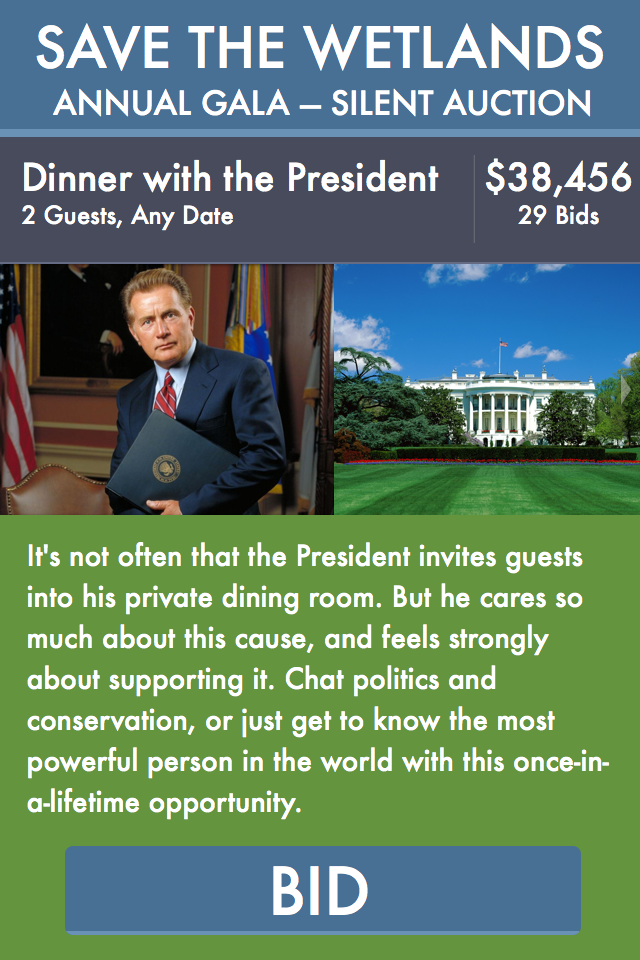 SAVE THE WETLANDS
ANNUAL GALA – SILENT AUCTION
Dinner with the President
2 Guests, Any Date
$38,456
29 Bids
It's not often that the President invites guests
into his private dining room. But he cares so
much about this cause, and feels strongly
about supporting it. Chat politics and
conservation, or just get to know the most
powerful person in the world with this once-in-
a-lifetime opportunity.
BID